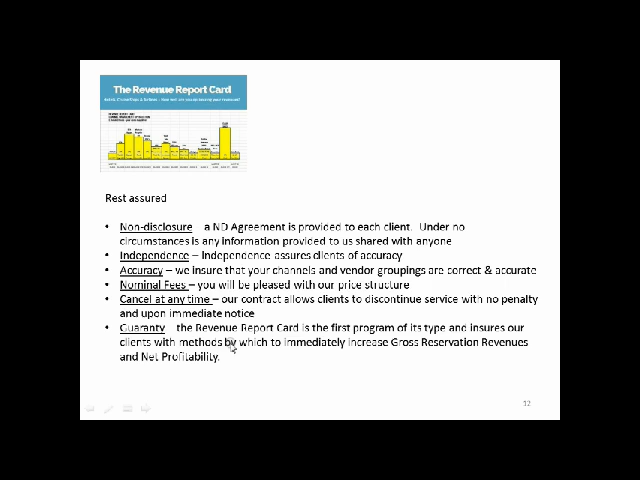 The Revenue Report Card
Rest assured
• Non-disclosure a ND Agreement is provided to each client. Under no
circumstances is any information provided to us shared with anyone
• Independence – Independence assures clients of accuracy
• Accuracy – we insure that your channels and vendor groupings are correct & accurate
• Nominal Fees – you will be pleased with our price structure
• Cancel at any time – our contract allows clients to discontinue service with no penalty
and upon immediate notice
• Guaranty the Revenue Report Card is the first program of its type and insures our
clients with methods by which to immediately increase Gross Reservation Revenues
and Net Profitability.
12